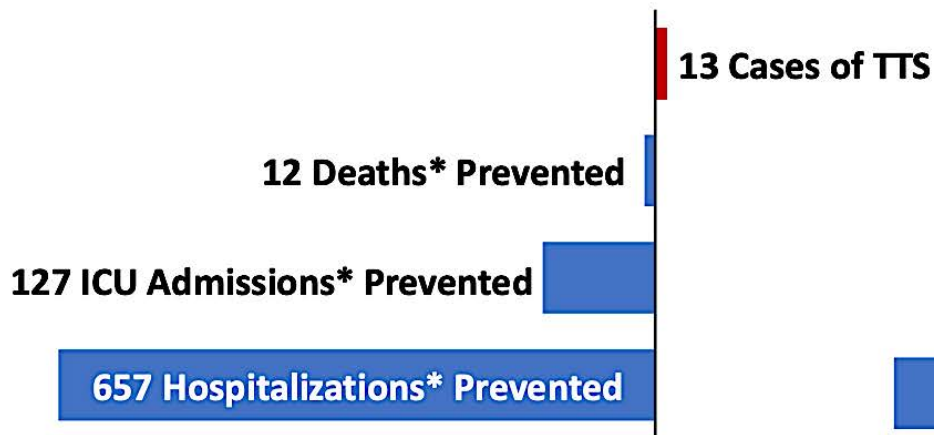 13 Cases of TTS
12 Deaths* Prevented
127 ICU Admissions* Prevented
657 Hospitalizations* Prevented